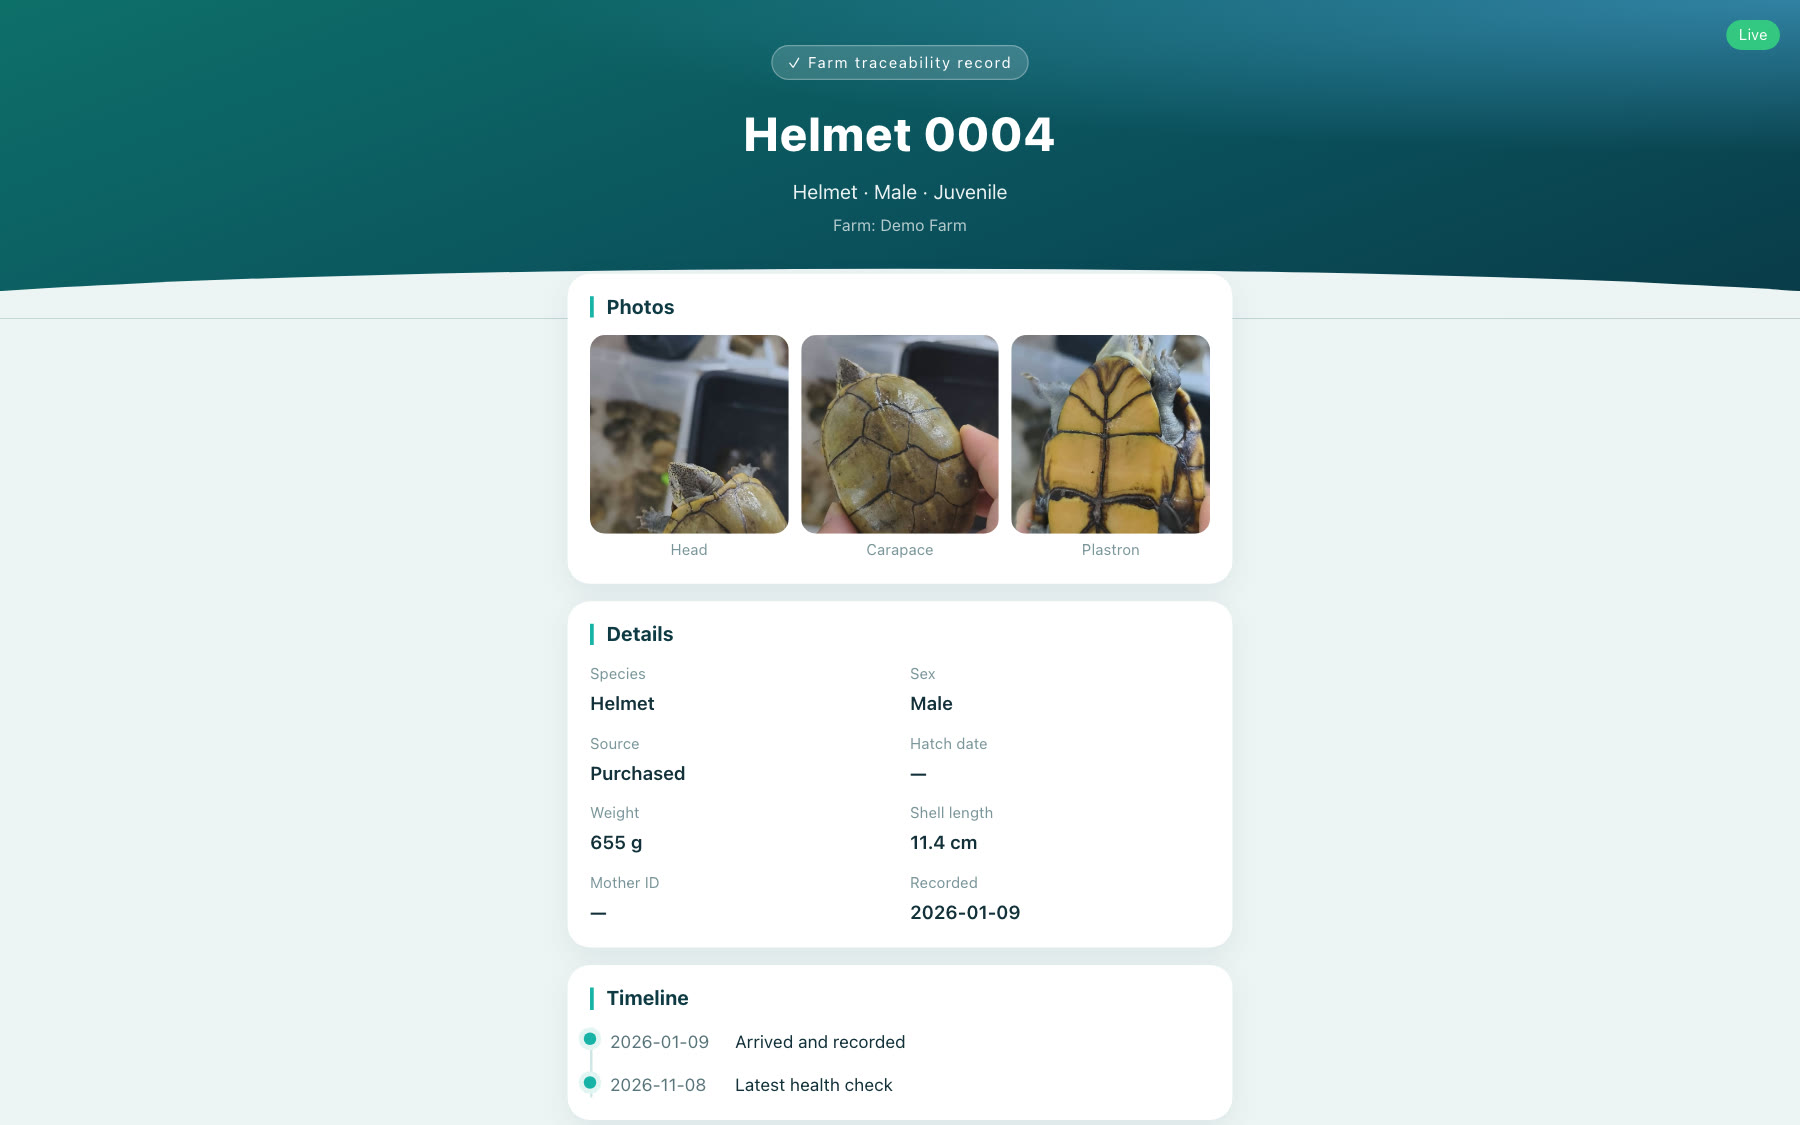 Live
✓ Farm traceability record
Helmet 0004
Helmet · Male · Juvenile
Farm: Demo Farm
Photos
Head Carapace Plastron
Details
Species Sex
Helmet Male
Source Hatch date
Purchased —
Weight Shell length
655 g 11.4 cm
Mother ID Recorded
— 2026-01-09
Timeline
2026-01-09 Arrived and recorded
2026-11-08 Latest health check